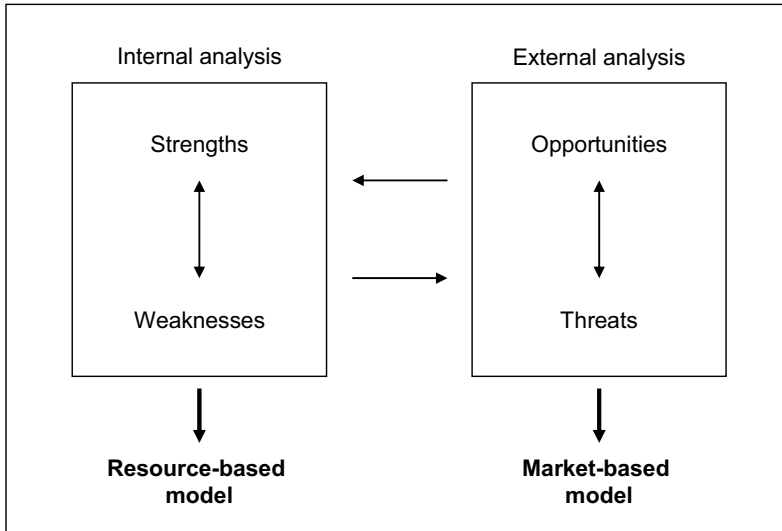 Internal analysis
External analysis
Strengths
Opportunities
Weaknesses
Threats
Resource-based
model
Market-based
model